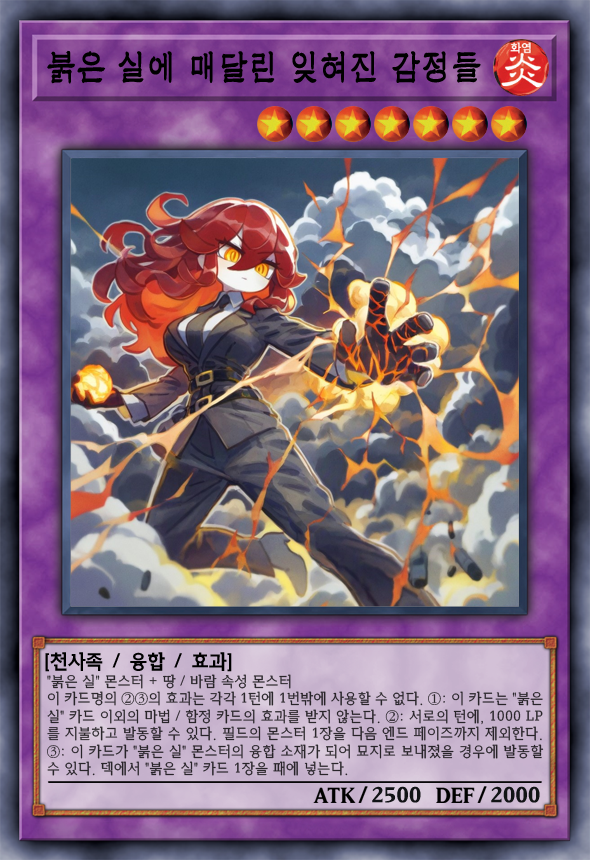 붉은 실에 매달린 잊혀진 감정들
화염
炎
[천사족 / 융합 / 효과]
"붉은 실" 몬스터 + 땅 / 바람 속성 몬스터
이 카드명의 ②③의 효과는 각각 1턴에 1번밖에 사용할 수 없다. ①: 이 카드는 "붉은
실" 카드 이외의 마법 / 함정 카드의 효과를 받지 않는다. ②: 서로의 턴에, 1000 LP
를 지불하고 발동할 수 있다. 필드의 몬스터 1장을 다음 엔드 페이즈까지 제외한다.
③: 이 카드가 "붉은 실" 몬스터의 융합 소재가 되어 묘지로 보내졌을 경우에 발동할
수 있다. 덱에서 "붉은 실" 카드 1장을 패에 넣는다.
ATK / 2500 DEF / 2000